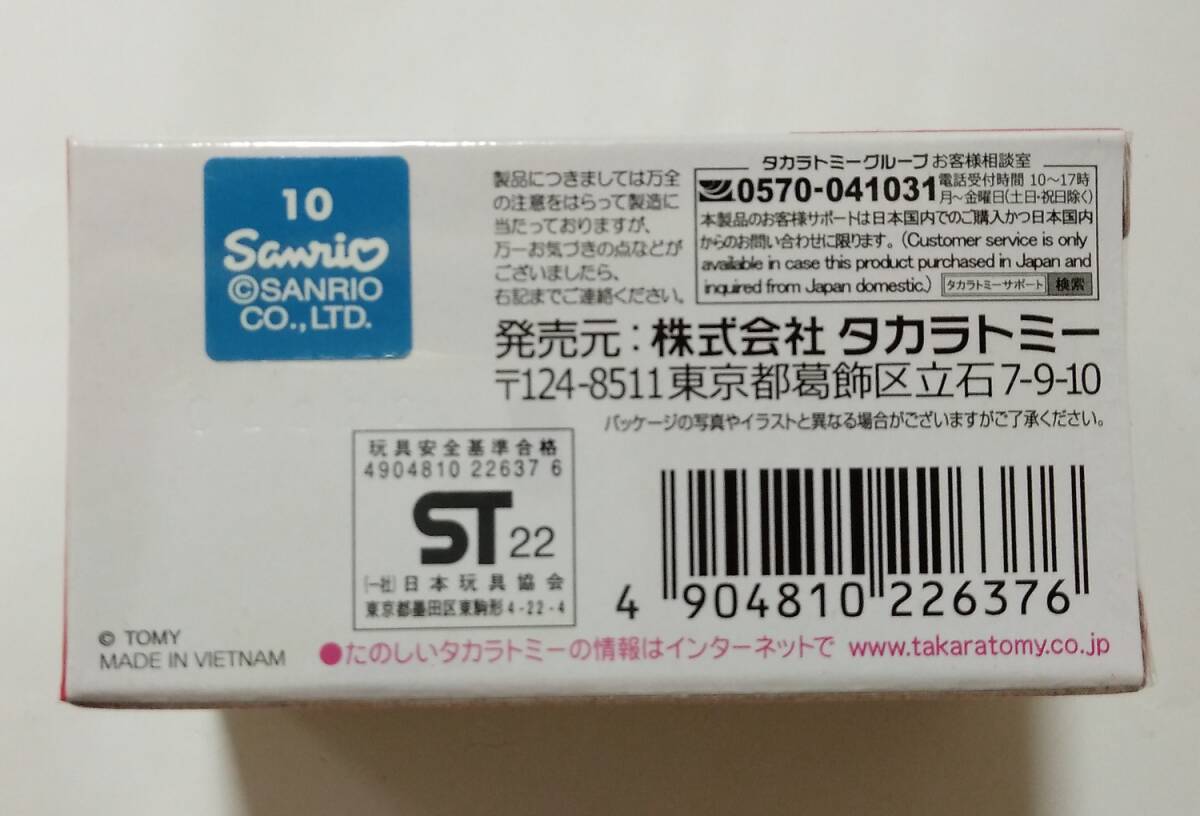 10
Sanrio
©SANRIO
CO.,LTD.
製品につきましては万全
の注意をはらって製造に
当たっておりますが、
万一お気づきの点などが
ございましたら、
右記までご連絡ください。
タカラトミーグループ お客様相談室
0570-041031 電話受付時間 10〜17時
月〜金曜日(土日・祝日除く)
本製品のお客様サポートは日本国内でのご購入かつ日本国内
からのお問い合わせに限ります。(Customer service is only
available in case this product purchased in Japan and
inquired from Japan domestic.) タカラトミーサポート 検索
発売元：株式会社 タカラトミー
〒124-8511 東京都葛飾区立石7-9-10
パッケージの写真やイラストと異なる場合がございますがご了承ください。
玩具安全基準合格
4904810 22637 6
ST 22
(一社)日本玩具協会
東京都墨田区東駒形4-22-4
4 904810 226376
© TOMY
MADE IN VIETNAM
●たのしいタカラトミーの情報はインターネットで www.takaratomy.co.jp